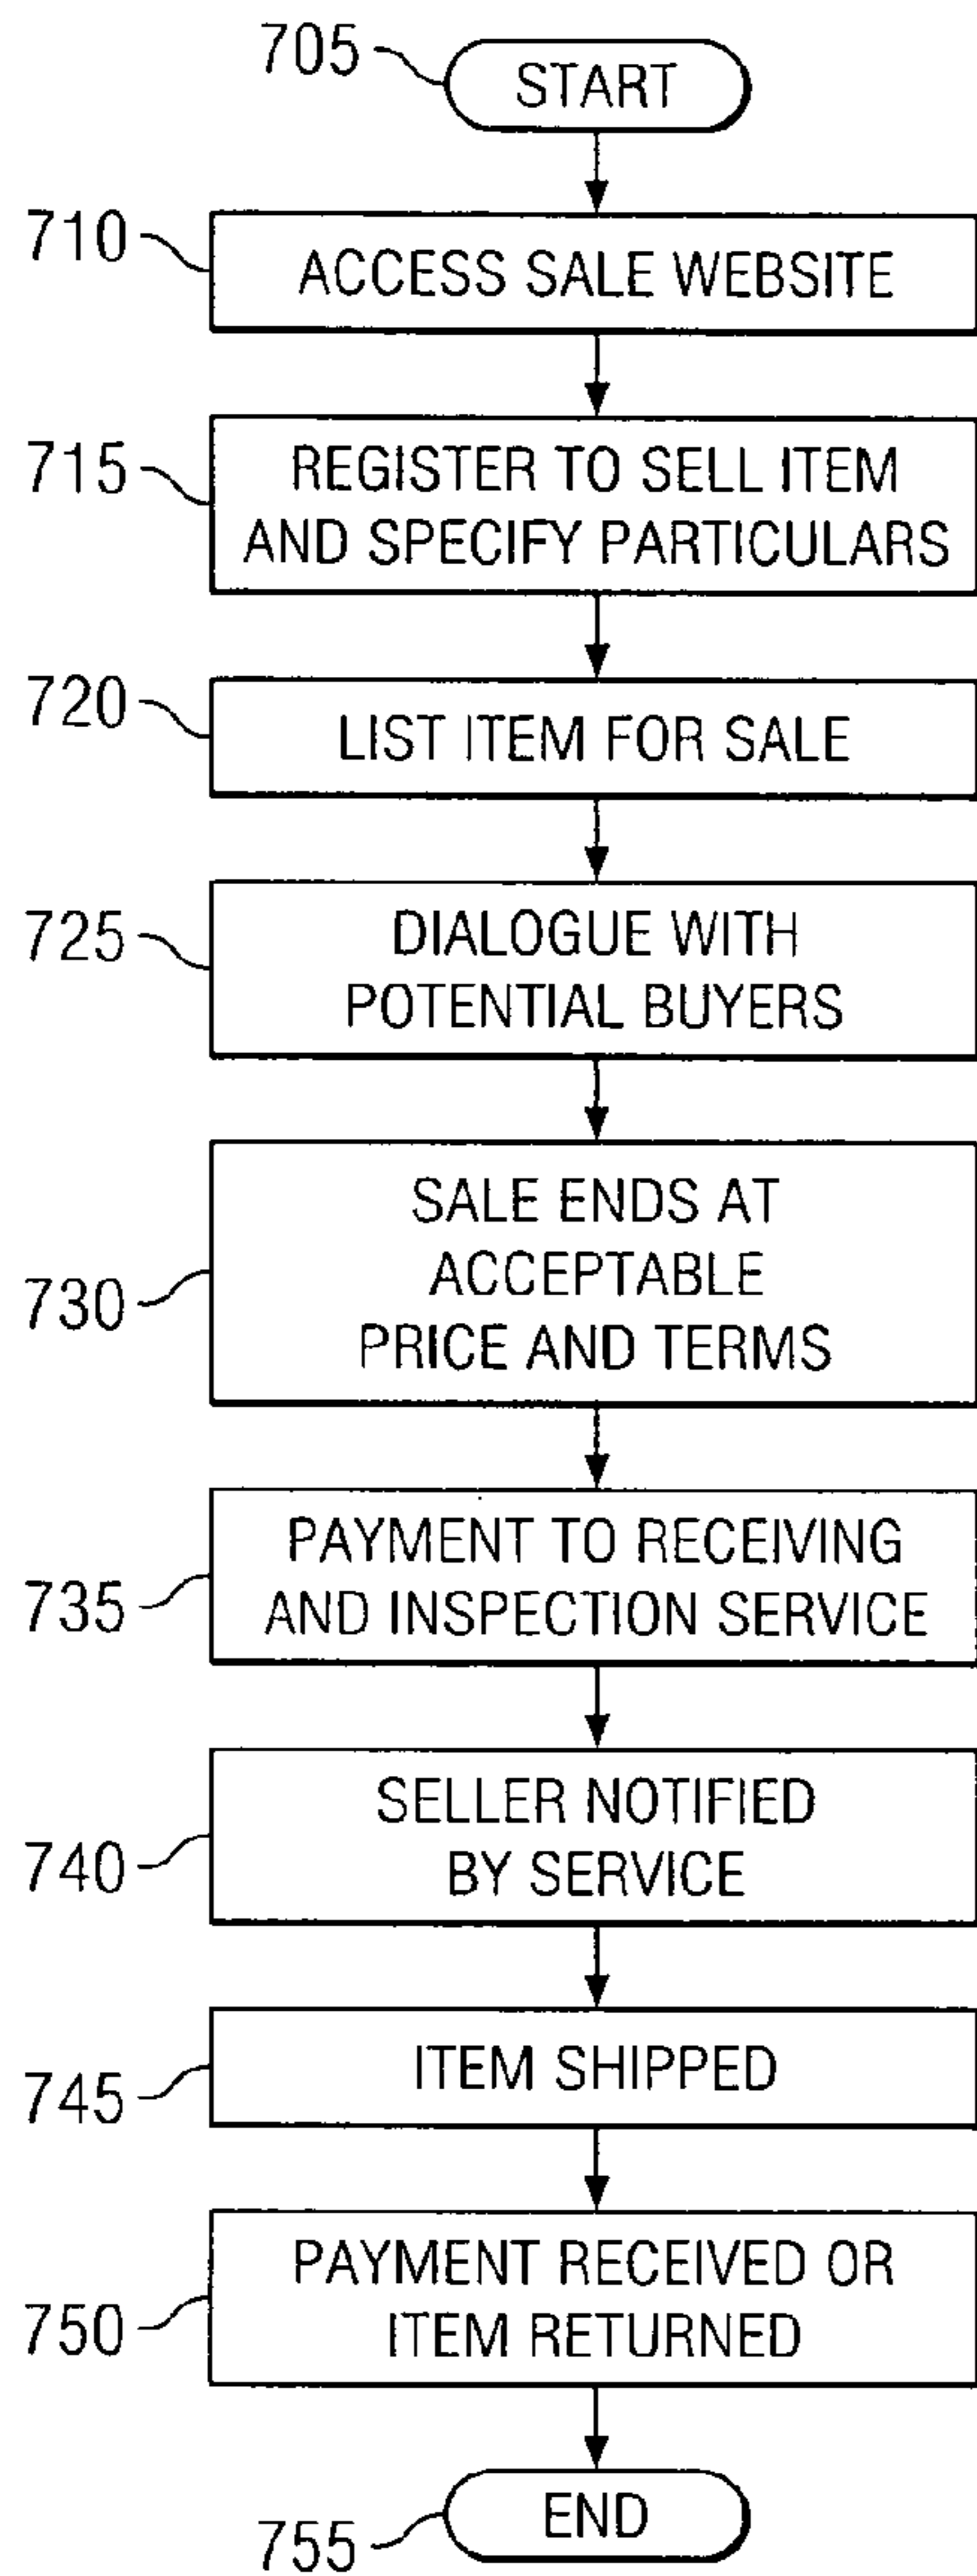 705
START
710
ACCESS SALE WEBSITE
715
REGISTER TO SELL ITEM
AND SPECIFY PARTICULARS
720
LIST ITEM FOR SALE
725
DIALOGUE WITH
POTENTIAL BUYERS
730
SALE ENDS AT
ACCEPTABLE
PRICE AND TERMS
735
PAYMENT TO RECEIVING
AND INSPECTION SERVICE
740
SELLER NOTIFIED
BY SERVICE
745
ITEM SHIPPED
750
PAYMENT RECEIVED OR
ITEM RETURNED
755
END